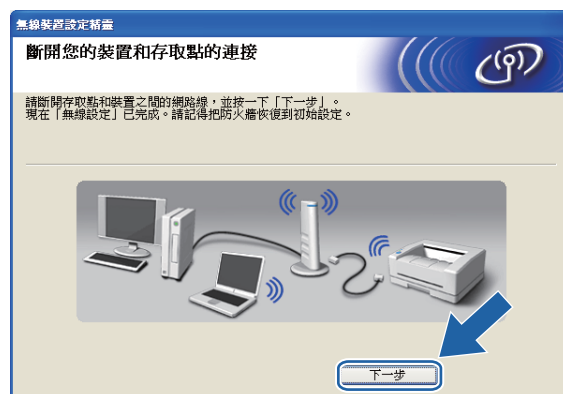 無線裝置設定精靈
斷開您的裝置和存取點的連接
請斷開存取點和裝置之間的網路線，並按一下「下一步」。
現在「無線設定」已完成。請記得把防火牆恢復到初始設定。
下一步